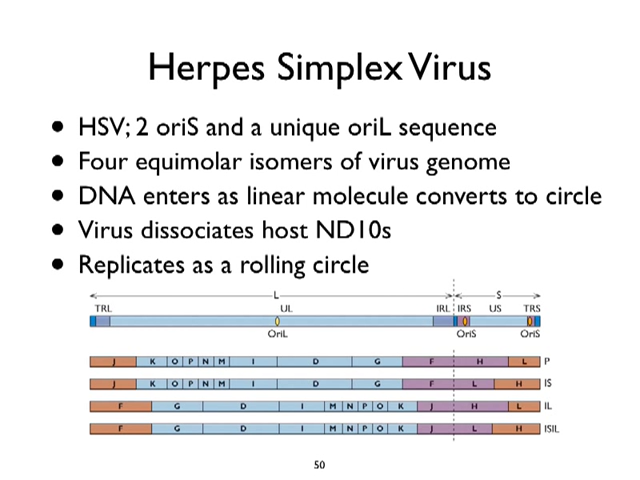 Herpes Simplex Virus
• HSV; 2 oriS and a unique oriL sequence
• Four equimolar isomers of virus genome
• DNA enters as linear molecule converts to circle
• Virus dissociates host ND10s
• Replicates as a rolling circle
L S
TRL UL IRL IRS US TRS
OriL OriS OriS
J K O P N M I D G F H L P
J K O P N M I D G F L H IS
F G D I M N P O K J H L IL
F G D I M N P O K J L H ISIL
50